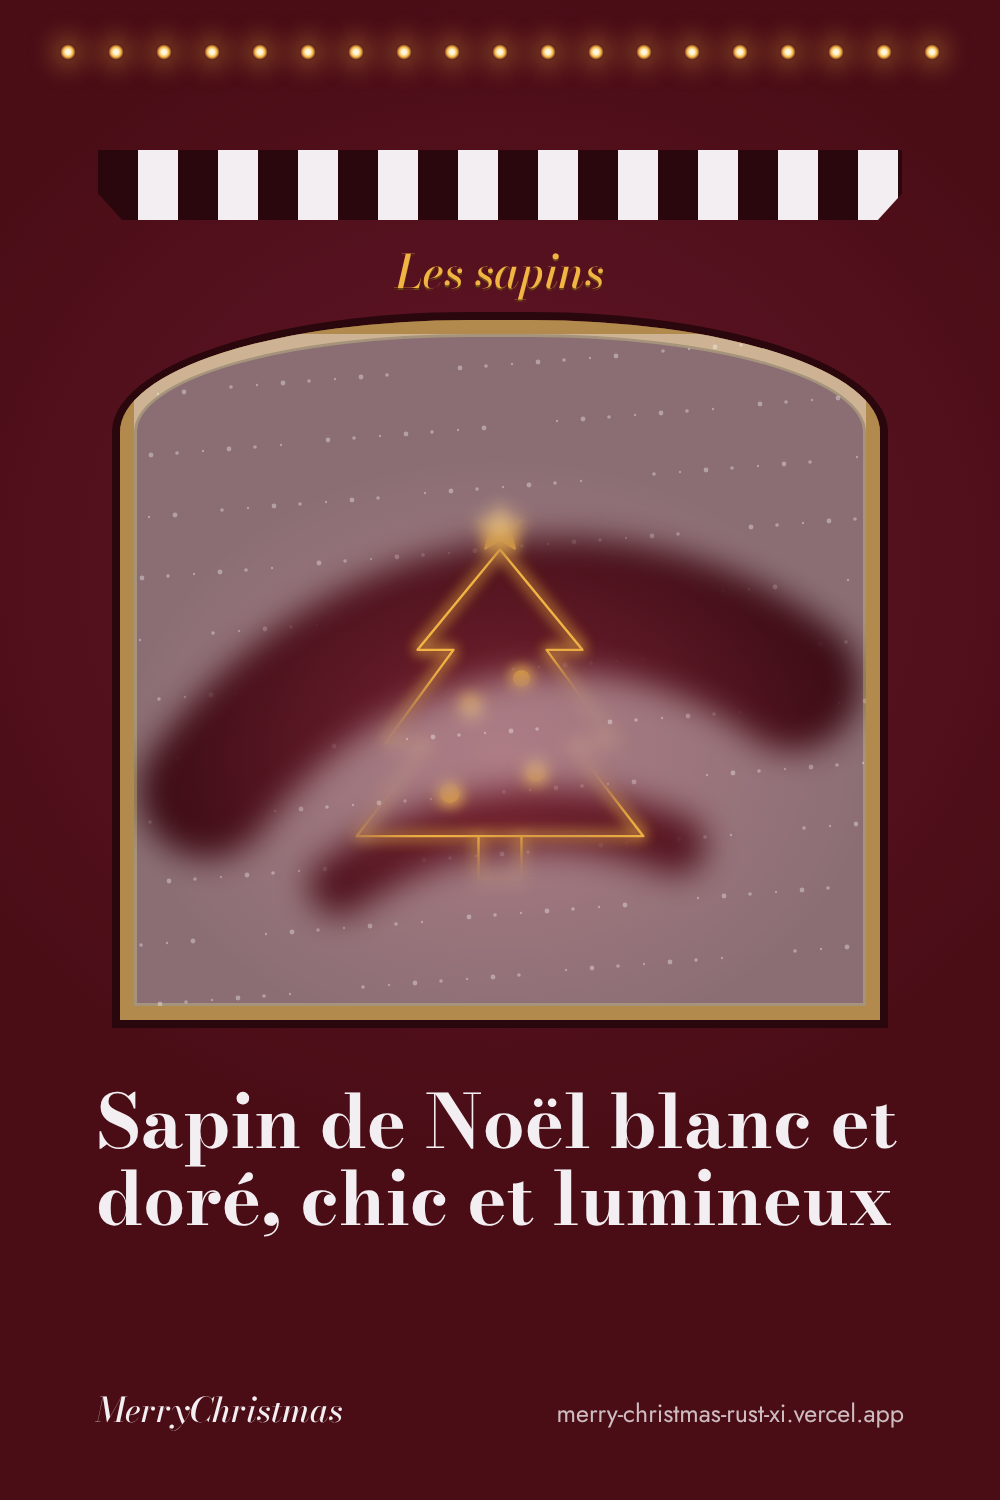 Les sapins
Sapin de Noël blanc et
doré, chic et lumineux
MerryChristmas
merry-christmas-rust-xi.vercel.app